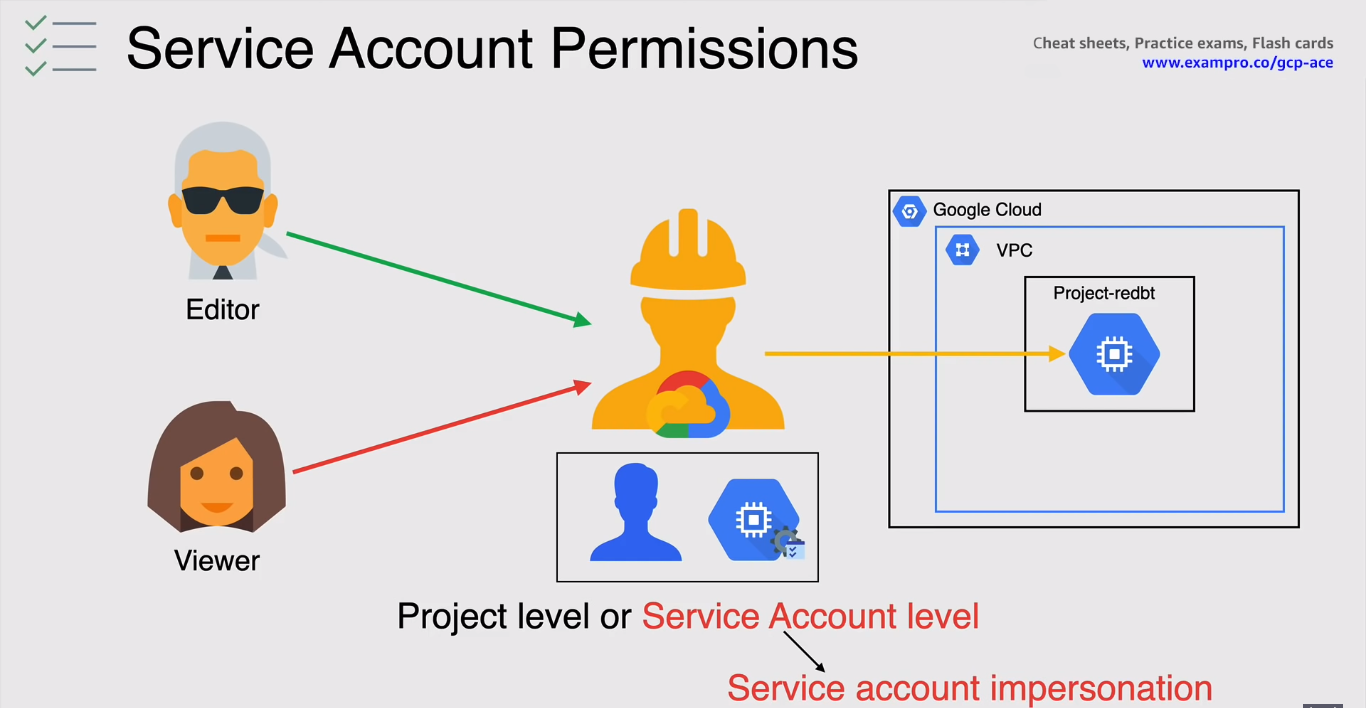 Service Account Permissions
Cheat sheets, Practice exams, Flash cards
www.exampro.co/gcp-ace
Editor
Viewer
Google Cloud
VPC
Project-redbt
Project level or Service Account level
Service account impersonation